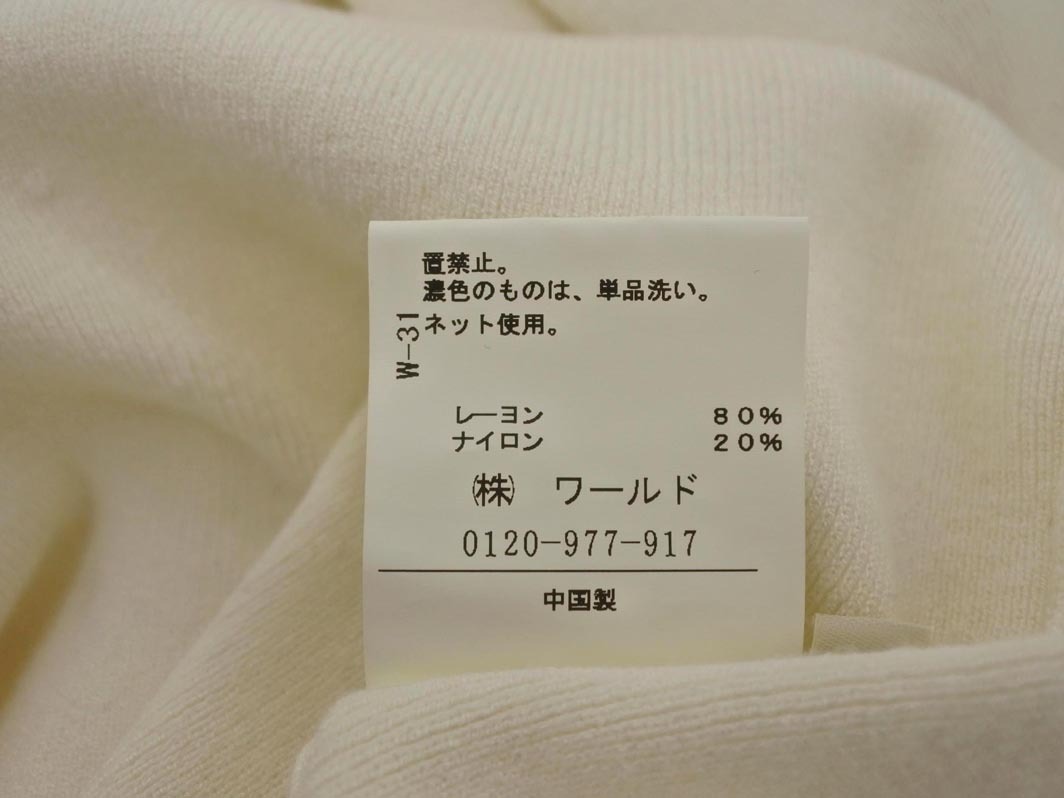 置禁止。
濃色のものは、単品洗い。
ネット使用。
W-31
レーヨン 80%
ナイロン 20%
㈱ ワールド
0120-977-917
中国製